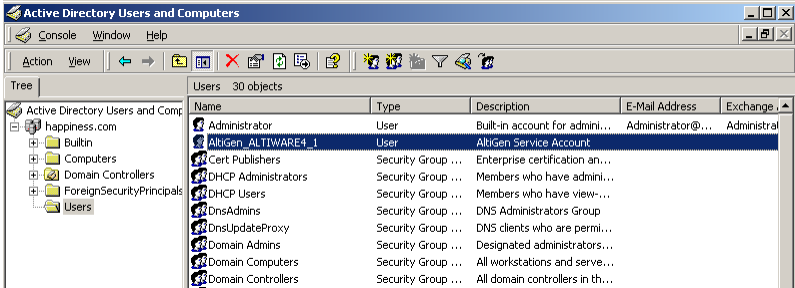 Active Directory Users and Computers
Console Window Help
Action View
Tree
Users 30 objects
Active Directory Users and Comp
happiness.com
Builtin
Computers
Domain Controllers
ForeignSecurityPrincipals
Users
Name Type Description E-Mail Address Exchange
Administrator User Built-in account for admini... Administrator@... Administrat
AltiGen_ALTIWARE4_1 User AltiGen Service Account
Cert Publishers Security Group ... Enterprise certification an...
DHCP Administrators Security Group ... Members who have admini...
DHCP Users Security Group ... Members who have view-...
DnsAdmins Security Group ... DNS Administrators Group
DnsUpdateProxy Security Group ... DNS clients who are permi...
Domain Admins Security Group ... Designated administrators...
Domain Computers Security Group ... All workstations and serve...
Domain Controllers Security Group ... All domain controllers in th...